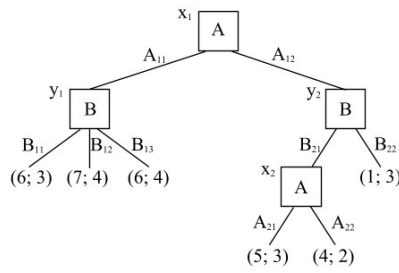 x₁ A
A₁₁ A₁₂
y₁ B y₂ B
B₁₁ B₁₂ B₁₃ B₂₁ B₂₂
(6; 3) (7; 4) (6; 4) x₂ A (1; 3)
A₂₁ A₂₂
(5; 3) (4; 2)